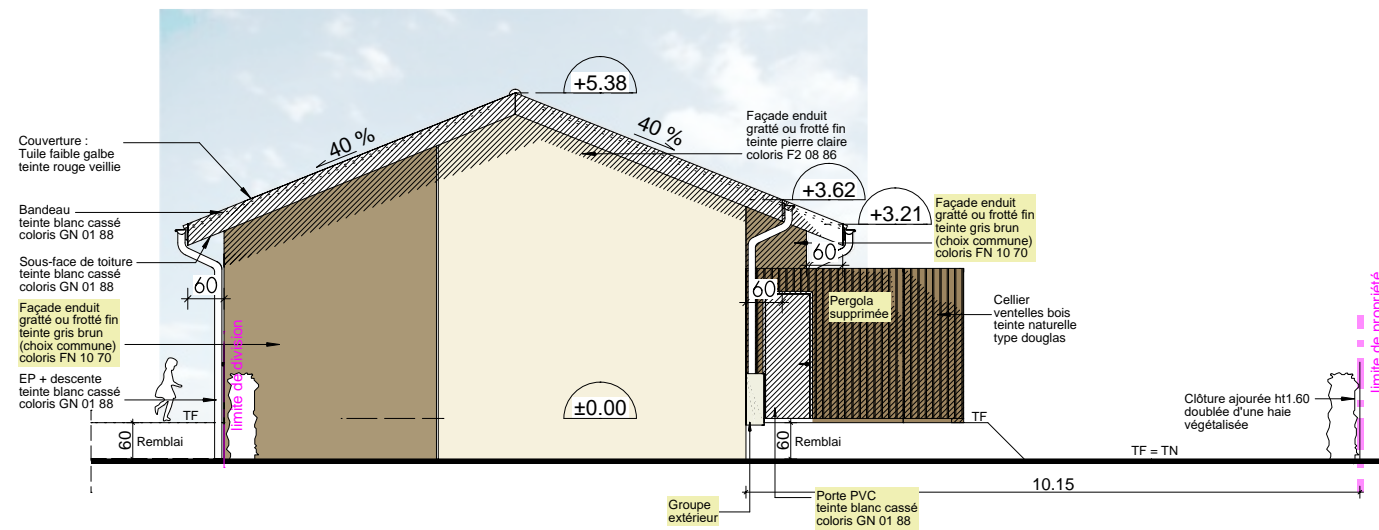 +5.38
40 %
40 %
Couverture :
Tuile faible galbe
teinte rouge veillie
Façade enduit
gratté ou frotté fin
teinte pierre claire
coloris F2 08 86
Bandeau
teinte blanc cassé
coloris GN 01 88
+3.62
+3.21
Façade enduit
gratté ou frotté fin
teinte gris brun
(choix commune)
coloris FN 10 70
Sous-face de toiture
teinte blanc cassé
coloris GN 01 88
60
60
60
Façade enduit
gratté ou frotté fin
teinte gris brun
(choix commune)
coloris FN 10 70
limite de division
Pergola
supprimée
Cellier
ventelles bois
teinte naturelle
type douglas
limite de propriété
EP + descente
teinte blanc cassé
coloris GN 01 88
±0.00
Clôture ajourée ht1.60
doublée d'une haie
végétalisée
TF
TF
60
Remblai
60
Remblai
TF = TN
10.15
Groupe
extérieur
Porte PVC
teinte blanc cassé
coloris GN 01 88